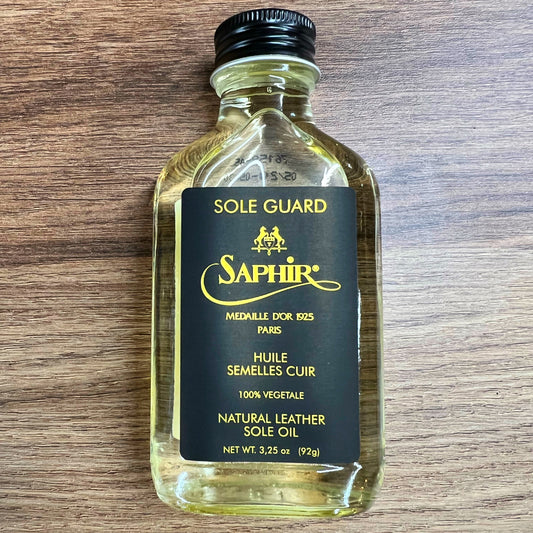 SOLE GUARD
SAPHIR®
MEDAILLE D'OR 1925
PARIS
HUILE
SEMELLES CUIR
100% VEGETALE
NATURAL LEATHER
SOLE OIL
NET WT. 3,25 oz (92g)